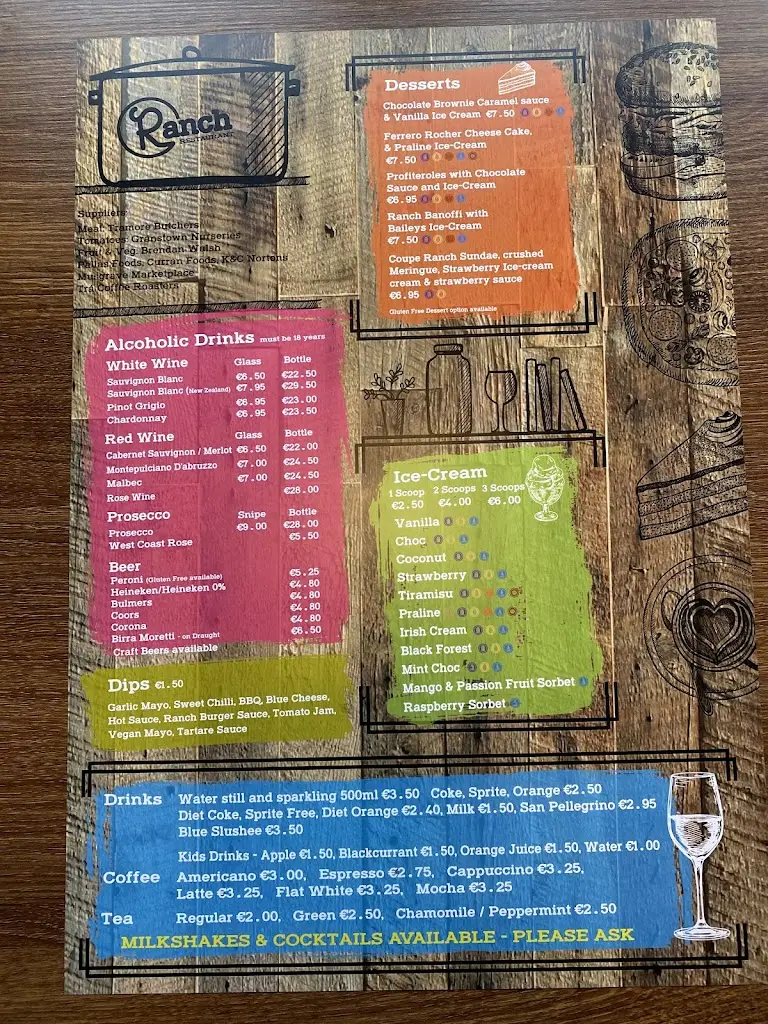 Ranch
RESTAURANT
Suppliers:
Meat: Tramore Butchers
Tomatoes: Granstown Nurseries
Fruit & Veg: Brendan Walsh
Pallas Foods, Curran Foods, K&C Nortons
Musgrave Marketplace
Trá Coffee Roasters
Desserts
Chocolate Brownie Caramel sauce
& Vanilla Ice Cream €7.50
Ferrero Rocher Cheese Cake,
& Praline Ice-Cream
€7.50
Profiteroles with Chocolate
Sauce and Ice-Cream
€6.95
Ranch Banoffi with
Baileys Ice-Cream
€7.50
Coupe Ranch Sundae, crushed
Meringue, Strawberry Ice-cream
cream & strawberry sauce
€6.95
Gluten Free Dessert option available
Alcoholic Drinks must be 18 years
White Wine Glass Bottle
Sauvignon Blanc €6.50 €22.50
Sauvignon Blanc (New Zealand) €7.95 €29.50
Pinot Grigio €6.95 €23.00
Chardonnay €6.95 €23.50
Red Wine Glass Bottle
Cabernet Sauvignon / Merlot €6.50 €22.00
Montepulciano D'abruzzo €7.00 €24.50
Malbec €7.00 €24.50
Rose Wine €28.00
Prosecco Snipe Bottle
Prosecco €9.00 €28.00
West Coast Rose €5.50
Beer
Peroni (Gluten Free available) €5.25
Heineken/Heineken 0% €4.80
Bulmers €4.80
Coors €4.80
Corona €4.80
Birra Moretti - on Draught €6.50
Craft Beers available
Dips €1.50
Garlic Mayo, Sweet Chilli, BBQ, Blue Cheese,
Hot Sauce, Ranch Burger Sauce, Tomato Jam,
Vegan Mayo, Tartare Sauce
Ice-Cream
1 Scoop 2 Scoops 3 Scoops
€2.50 €4.00 €6.00
Vanilla
Choc
Coconut
Strawberry
Tiramisu
Praline
Irish Cream
Black Forest
Mint Choc
Mango & Passion Fruit Sorbet
Raspberry Sorbet
Drinks Water still and sparkling 500ml €3.50 Coke, Sprite, Orange €2.50
Diet Coke, Sprite Free, Diet Orange €2.40, Milk €1.50, San Pellegrino €2.95
Blue Slushee €3.50
Kids Drinks - Apple €1.50, Blackcurrant €1.50, Orange Juice €1.50, Water €1.00
Coffee Americano €3.00, Espresso €2.75, Cappuccino €3.25,
Latte €3.25, Flat White €3.25, Mocha €3.25
Tea Regular €2.00, Green €2.50, Chamomile / Peppermint €2.50
MILKSHAKES & COCKTAILS AVAILABLE - PLEASE ASK